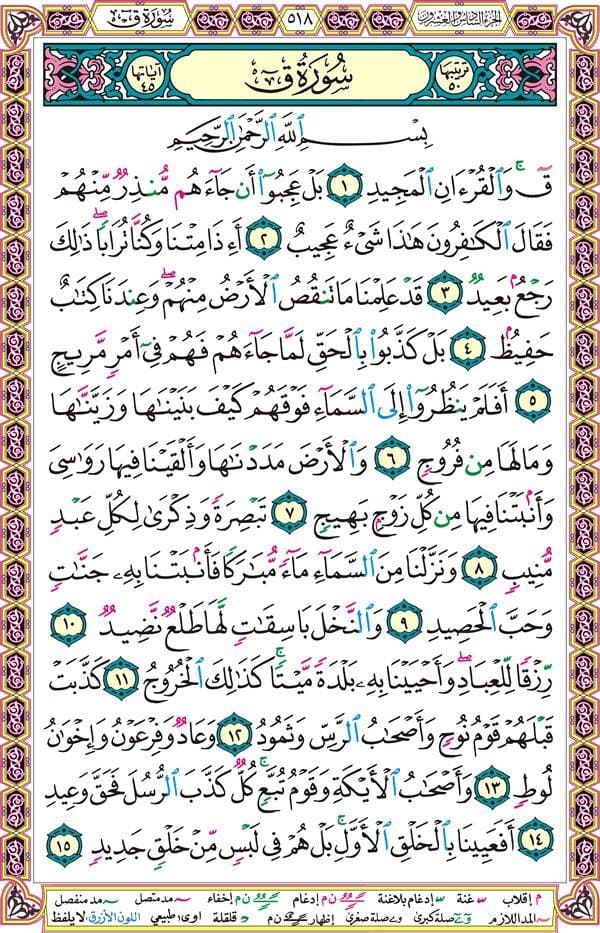 الجزء السادس والعشرون
٥١٨
سُورَةُ قٓ
ترتيبها ٥٠
سُورَةُ قٓ
آياتها ٤٥
بِسْمِ ٱللَّهِ ٱلرَّحْمَٰنِ ٱلرَّحِيمِ
قٓ ۚ وَٱلْقُرْءَانِ ٱلْمَجِيدِ ١ بَلْ عَجِبُوٓا۟ أَن جَآءَهُم مُّنذِرٌ مِّنْهُمْ
فَقَالَ ٱلْكَٰفِرُونَ هَٰذَا شَىْءٌ عَجِيبٌ ٢ أَءِذَا مِتْنَا وَكُنَّا تُرَابًا ۖ ذَٰلِكَ
رَجْعٌۢ بَعِيدٌ ٣ قَدْ عَلِمْنَا مَا تَنقُصُ ٱلْأَرْضُ مِنْهُمْ ۖ وَعِندَنَا كِتَٰبٌ
حَفِيظٌۢ ٤ بَلْ كَذَّبُوا۟ بِٱلْحَقِّ لَمَّا جَآءَهُمْ فَهُمْ فِىٓ أَمْرٍ مَّرِيجٍ
٥ أَفَلَمْ يَنظُرُوٓا۟ إِلَى ٱلسَّمَآءِ فَوْقَهُمْ كَيْفَ بَنَيْنَٰهَا وَزَيَّنَّٰهَا
وَمَا لَهَا مِن فُرُوجٍ ٦ وَٱلْأَرْضَ مَدَدْنَٰهَا وَأَلْقَيْنَا فِيهَا رَوَٰسِىَ
وَأَنۢبَتْنَا فِيهَا مِن كُلِّ زَوْجٍۭ بَهِيجٍ ٧ تَبْصِرَةً وَذِكْرَىٰ لِكُلِّ عَبْدٍ
مُّنِيبٍ ٨ وَنَزَّلْنَا مِنَ ٱلسَّمَآءِ مَآءً مُّبَٰرَكًا فَأَنۢبَتْنَا بِهِۦ جَنَّٰتٍ
وَحَبَّ ٱلْحَصِيدِ ٩ وَٱلنَّخْلَ بَاسِقَٰتٍ لَّهَا طَلْعٌ نَّضِيدٌ ١٠
رِّزْقًا لِّلْعِبَادِ ۖ وَأَحْيَيْنَا بِهِۦ بَلْدَةً مَّيْتًا ۚ كَذَٰلِكَ ٱلْخُرُوجُ ١١ كَذَّبَتْ
قَبْلَهُمْ قَوْمُ نُوحٍ وَأَصْحَٰبُ ٱلرَّسِّ وَثَمُودُ ١٢ وَعَادٌ وَفِرْعَوْنُ وَإِخْوَٰنُ
لُوطٍ ١٣ وَأَصْحَٰبُ ٱلْأَيْكَةِ وَقَوْمُ تُبَّعٍ ۚ كُلٌّ كَذَّبَ ٱلرُّسُلَ فَحَقَّ وَعِيدِ
١٤ أَفَعَيِينَا بِٱلْخَلْقِ ٱلْأَوَّلِ ۚ بَلْ هُمْ فِى لَبْسٍ مِّنْ خَلْقٍ جَدِيدٍ ١٥
م إقلاب غنة إدغام بلاغنة ن م إدغام ن م إخفاء مد متصل مد منفصل
المد اللازم صلة كبرى صلة صغرى إظهار ن م قلقلة اوى طبيعي اللون الأزرق لا يلفظ